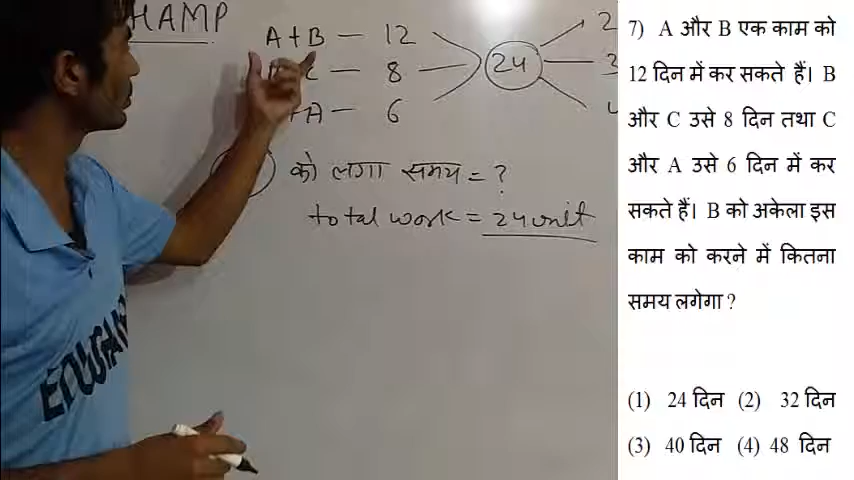 HAMP
A + B — 12
— 8
+ A — 6
24
2
को लगा समय = ?
total work = 24 unit
7) A और B एक काम को
12 दिन में कर सकते हैं। B
और C उसे 8 दिन तथा C
और A उसे 6 दिन में कर
सकते हैं। B को अकेला इस
काम को करने में कितना
समय लगेगा ?
(1) 24 दिन (2) 32 दिन
(3) 40 दिन (4) 48 दिन